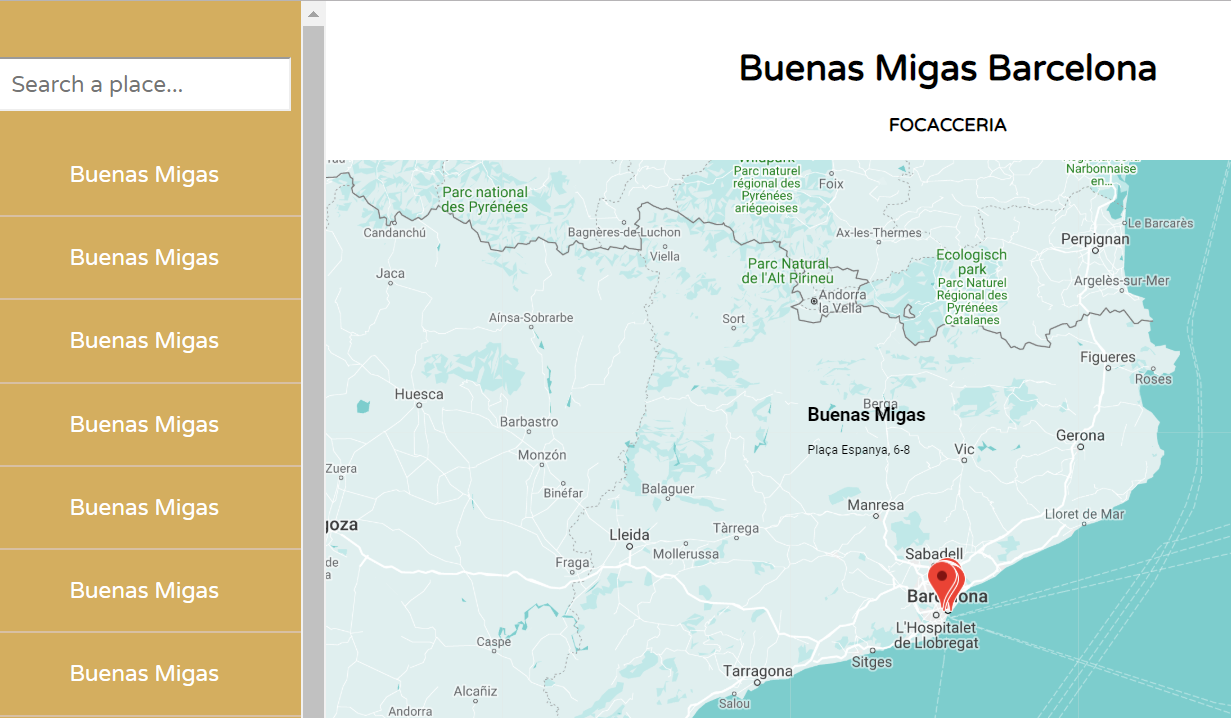 Search a place...
Buenas Migas
Buenas Migas
Buenas Migas
Buenas Migas
Buenas Migas
Buenas Migas
Buenas Migas
Buenas Migas Barcelona
FOCACCERIA
Parc national
des Pyrénées
Parc naturel
régional des
Pyrénées
ariégeoises
Foix
Narbonnaise
en...
Candanchú
Bagnères-de-Luchon
Ax-les-Thermes
Le Barcarès
Perpignan
Viella
Jaca
Parc Natural
de l'Alt Pirineu
Ecologisch
park
Parc Naturel
Régional des
Pyrénées
Catalanes
Argelès-sur-Mer
Andorra
la Vella
Aínsa-Sobrarbe
Sort
Figueres
Roses
Huesca
Berga
Buenas Migas
Plaça Espanya, 6-8
Barbastro
Gerona
Vic
Monzón
Zuera
Binéfar
Balaguer
Manresa
Lloret de Mar
goza
Lleida
Tàrrega
Mollerussa
Sabadell
Fraga
de
a
Barcelona
L'Hospitalet
de Llobregat
Caspe
Sitges
Tarragona
Alcañiz
Salou
Andorra